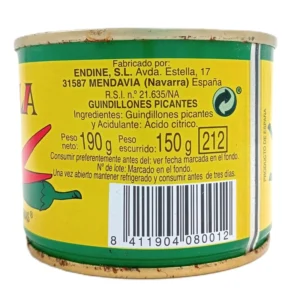 Fabricado por:
ENDINE, S.L. Avda. Estella, 17
31587 MENDAVIA (Navarra) España
R.S.I. n.º 21.635/NA
GUINDILLONES PICANTES
Ingredientes: Guindillones picantes
y Acidulante: Ácido cítrico
Peso neto 190 g Peso escurrido: 150 g 212
Consumir preferentemente antes del: ver fecha marcada en el fondo.
N.º de lote: Marcado en el fondo.
Una vez abierto mantener refrigerado y consumir antes de tres días.
8 411904 080012
PRODUCTO DE ESPAÑA